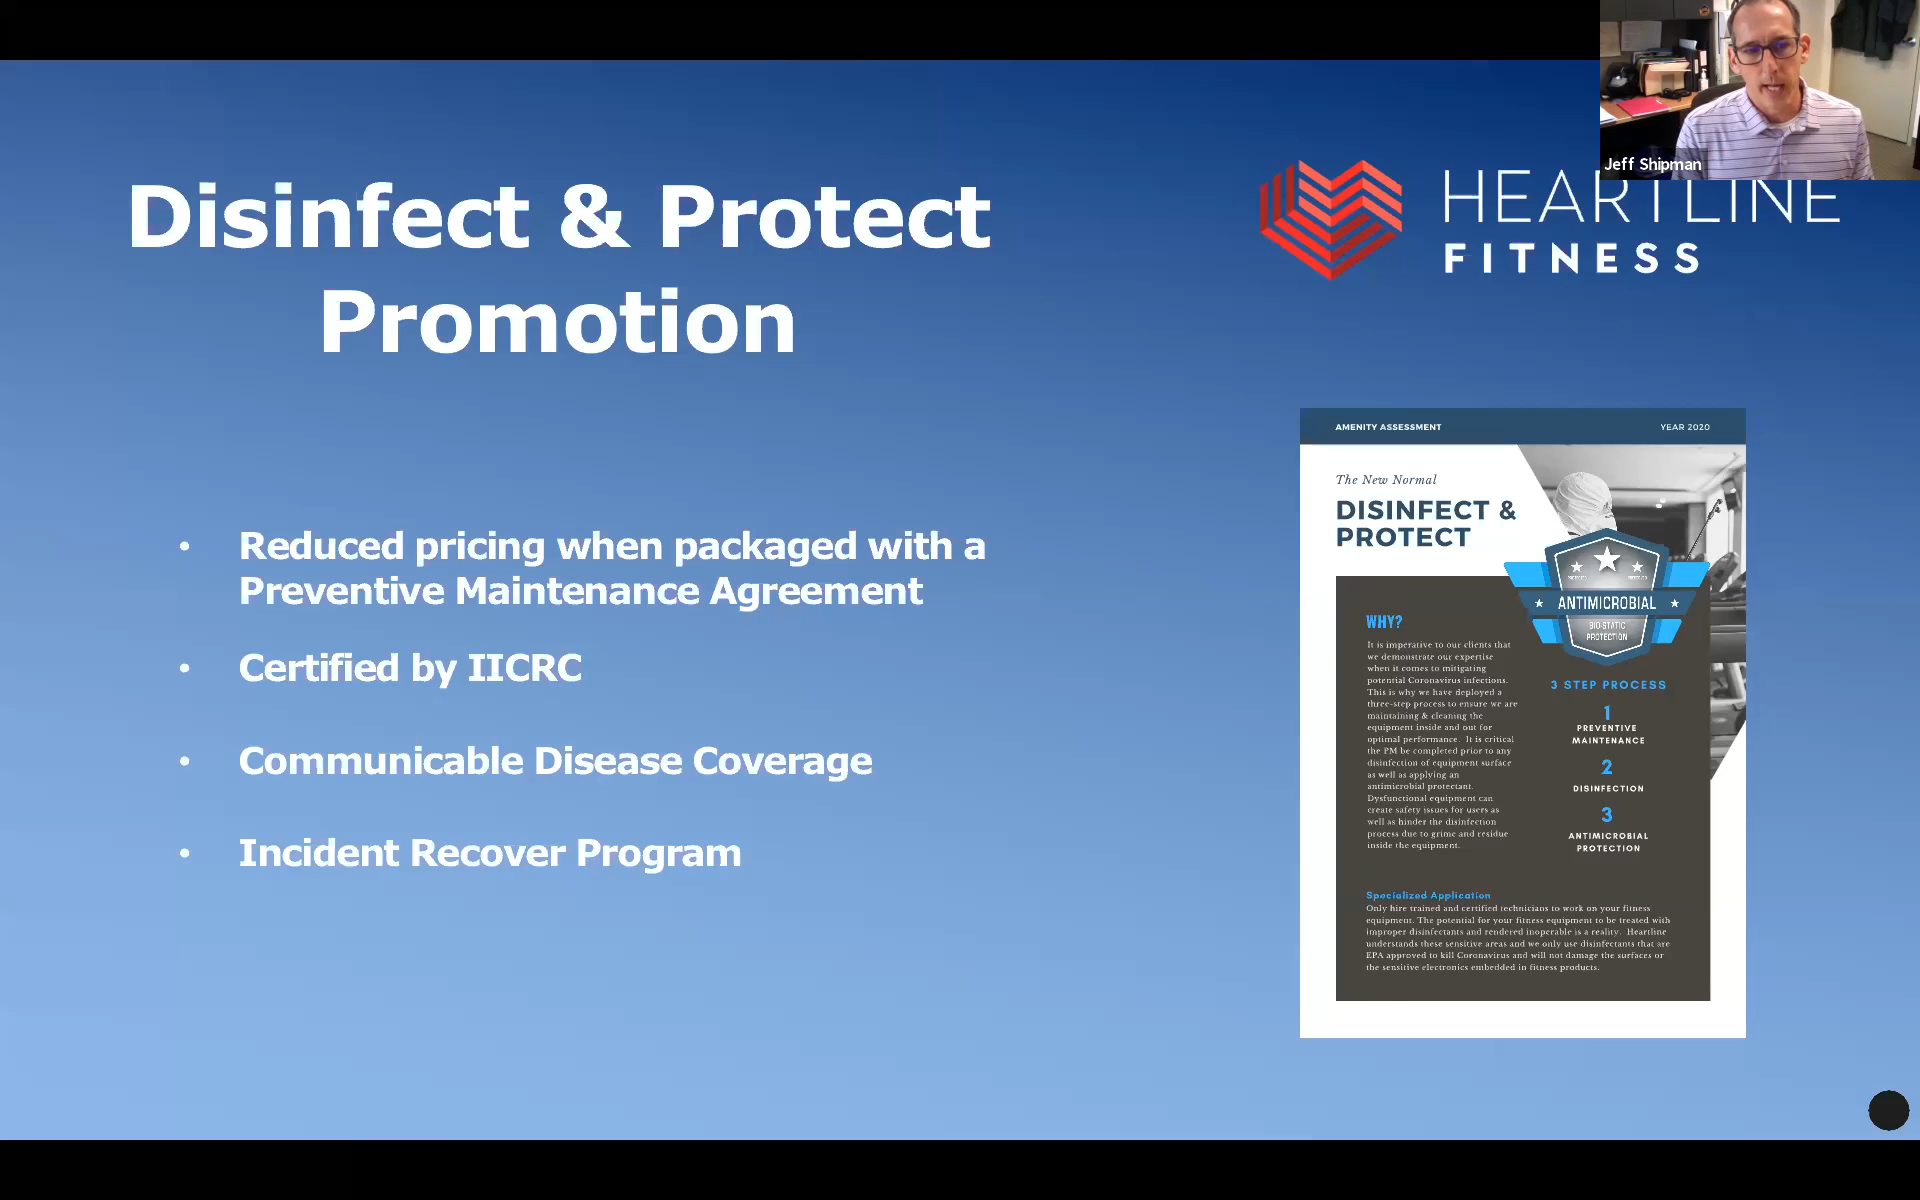 Jeff Shipman
HEARTLINE
FITNESS
Disinfect & Protect
Promotion
• Reduced pricing when packaged with a
Preventive Maintenance Agreement
• Certified by IICRC
• Communicable Disease Coverage
• Incident Recover Program
AMENITY ASSESSMENT
YEAR 2020
The New Normal
DISINFECT &
PROTECT
ANTIMICROBIAL
BIO-STATIC
PROTECTION
WHY?
It is imperative to our clients that
we demonstrate our expertise
when it comes to mitigating
potential Coronavirus infections.
This is why we have deployed a
three-step process to ensure we are
maintaining & cleaning the
equipment inside and out for
optimal performance. It is critical
the PM be completed prior to any
disinfection of equipment surface
as well as applying an
antimicrobial protectant.
Dysfunctional equipment can
create safety issues for users as
well as hinder the disinfection
process due to grime and residue
inside the equipment.
3 STEP PROCESS
1
PREVENTIVE
MAINTENANCE
2
DISINFECTION
3
ANTIMICROBIAL
PROTECTION
Specialized Application
Only hire trained and certified technicians to work on your fitness
equipment. The potential for your fitness equipment to be treated with
improper disinfectants and rendered inoperable is a reality. Heartline
understands these sensitive areas and we only use disinfectants that are
EPA approved to kill Coronavirus and will not damage the surfaces or
the sensitive electronics embedded in fitness products.